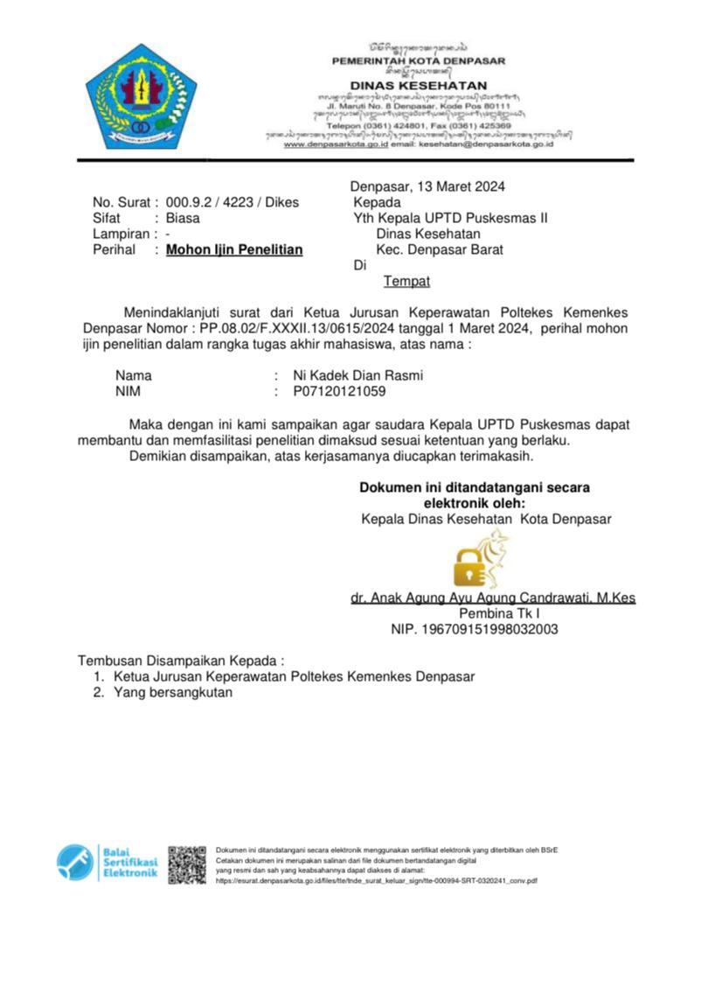 PEMERINTAH KOTA DENPASAR
DINAS KESEHATAN
Jl. Maruti No. 8 Denpasar, Kode Pos 80111
Telepon (0361) 424801, Fax (0361) 425369
www.denpasarkota.go.id email: kesehatan@denpasarkota.go.id
Denpasar, 13 Maret 2024
No. Surat : 000.9.2 / 4223 / Dikes
Sifat : Biasa
Lampiran : -
Perihal : Mohon Ijin Penelitian
Kepada
Yth Kepala UPTD Puskesmas II
Dinas Kesehatan
Kec. Denpasar Barat
Di
Tempat
Menindaklanjuti surat dari Ketua Jurusan Keperawatan Poltekes Kemenkes
Denpasar Nomor : PP.08.02/F.XXXII.13/0615/2024 tanggal 1 Maret 2024, perihal mohon
ijin penelitian dalam rangka tugas akhir mahasiswa, atas nama :
Nama : Ni Kadek Dian Rasmi
NIM : P07120121059
Maka dengan ini kami sampaikan agar saudara Kepala UPTD Puskesmas dapat
membantu dan memfasilitasi penelitian dimaksud sesuai ketentuan yang berlaku.
Demikian disampaikan, atas kerjasamanya diucapkan terimakasih.
Dokumen ini ditandatangani secara
elektronik oleh:
Kepala Dinas Kesehatan Kota Denpasar
dr. Anak Agung Ayu Agung Candrawati, M.Kes
Pembina Tk I
NIP. 196709151998032003
Tembusan Disampaikan Kepada :
1. Ketua Jurusan Keperawatan Poltekes Kemenkes Denpasar
2. Yang bersangkutan
Balai
Sertifikasi
Elektronik
Dokumen ini ditandatangani secara elektronik menggunakan sertifikat elektronik yang diterbitkan oleh BSrE
Cetakan dokumen ini merupakan salinan dari file dokumen bertandatangan digital
yang resmi dan sah yang keabsahannya dapat diakses di alamat:
https://esurat.denpasarkota.go.id/files/tte/tnde_surat_keluar_sign/tte-000994-SRT-0320241_conv.pdf